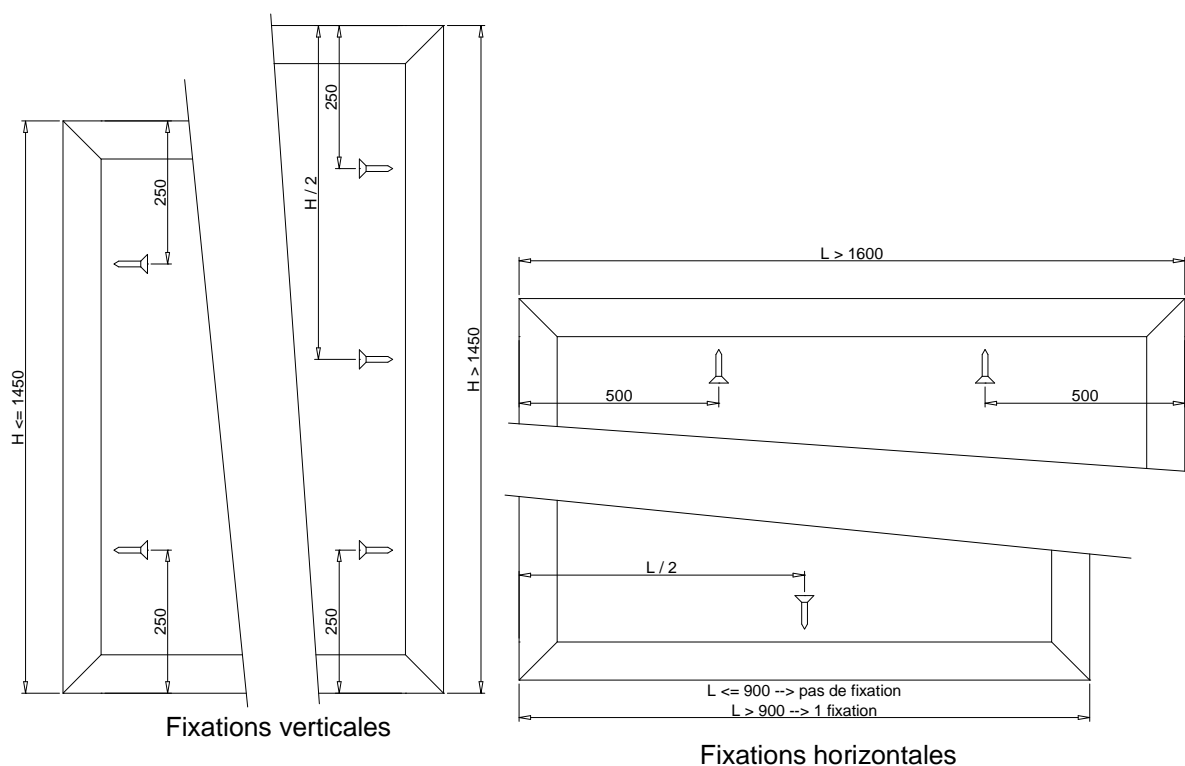 H <= 1450
250
250
Fixations verticales
250
H / 2
250
H > 1450
L > 1600
500
500
L / 2
L <= 900 --> pas de fixation
L > 900 --> 1 fixation
Fixations horizontales